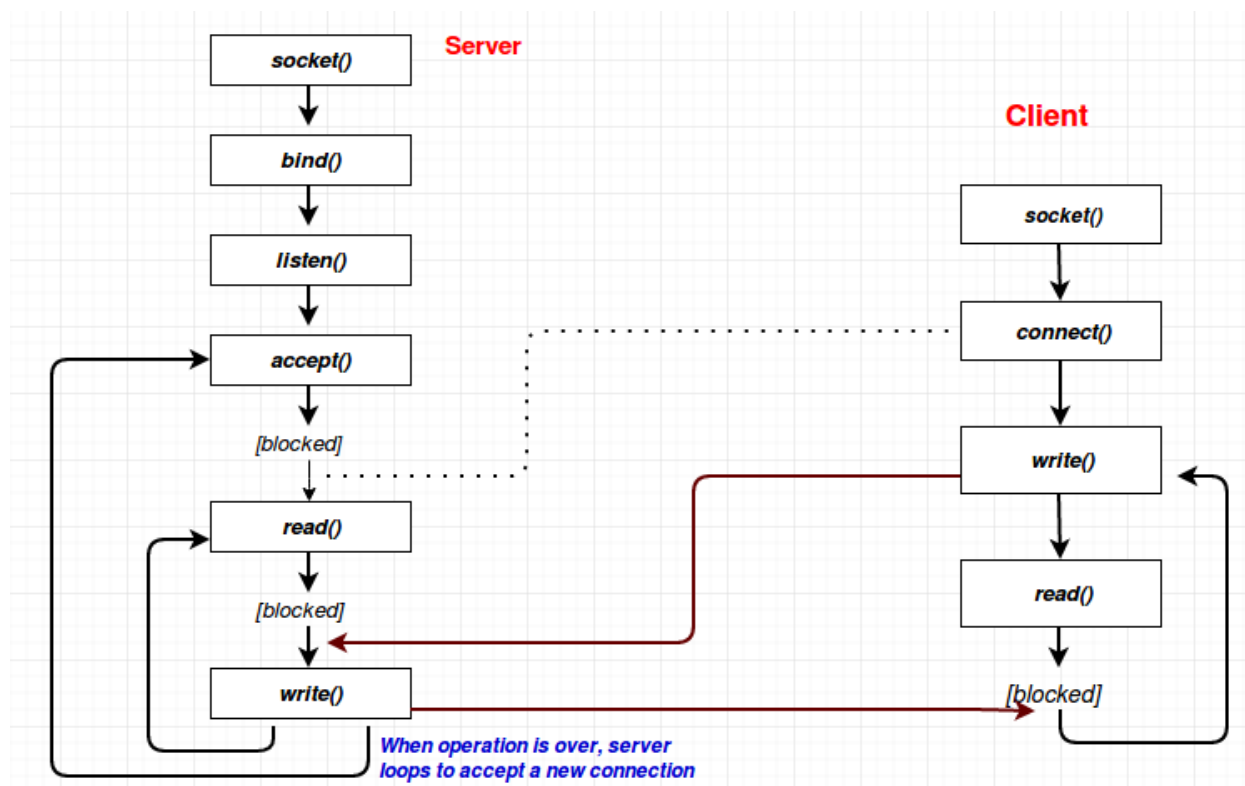 Server
socket()
bind()
listen()
accept()
[blocked]
read()
[blocked]
write()
When operation is over, server
loops to accept a new connection
Client
socket()
connect()
write()
read()
[blocked]